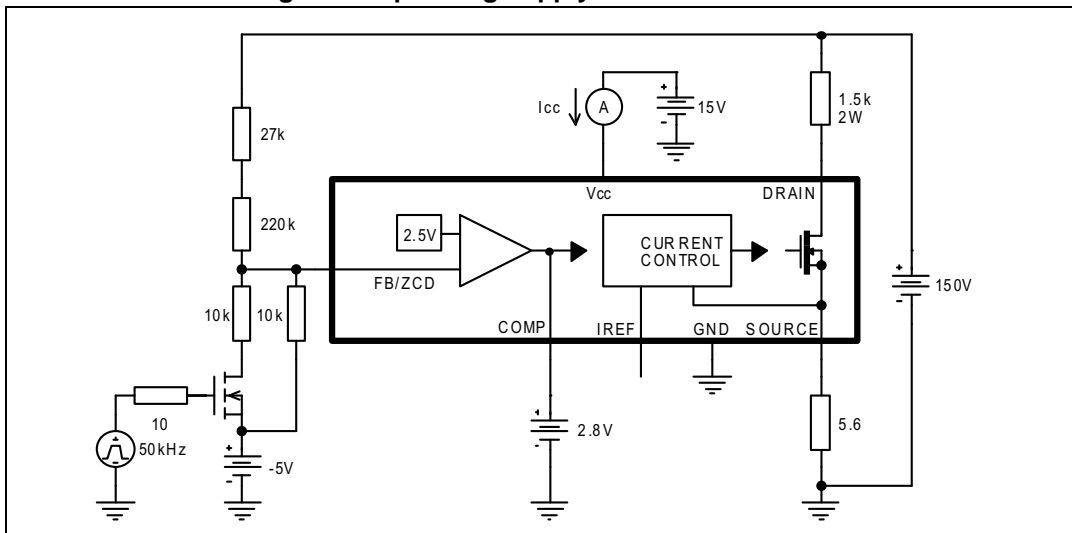 1.5k
2W
Icc
A
+
-
15V
27k
Vcc
DRAIN
220k
2.5V
CURRENT
CONTROL
FB/ZCD
+
-
150V
10k
10k
COMP
IREF
GND
SOURCE
10
50kHz
+
-
2.8V
5.6
+
-
-5V